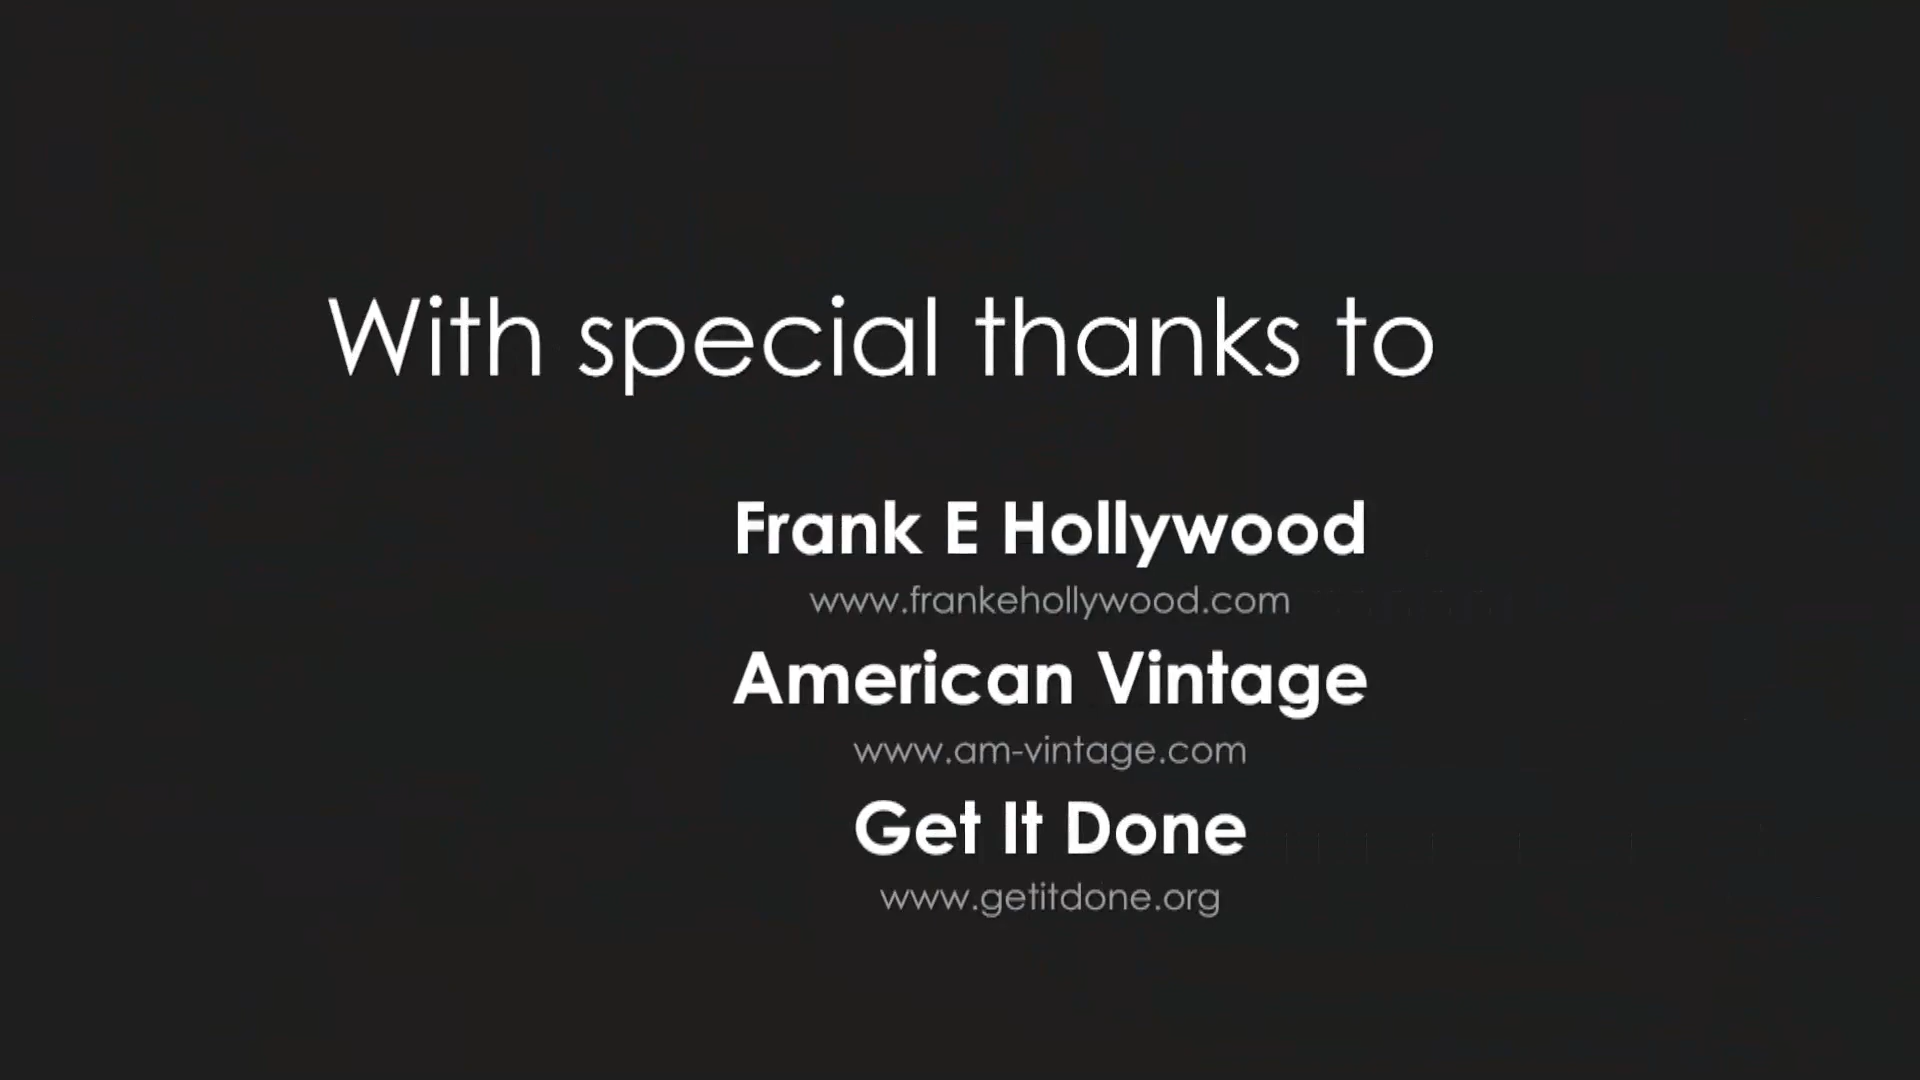 With special thanks to
Frank E Hollywood
www.frankehollywood.com
American Vintage
www.am-vintage.com
Get It Done
www.getitdone.org